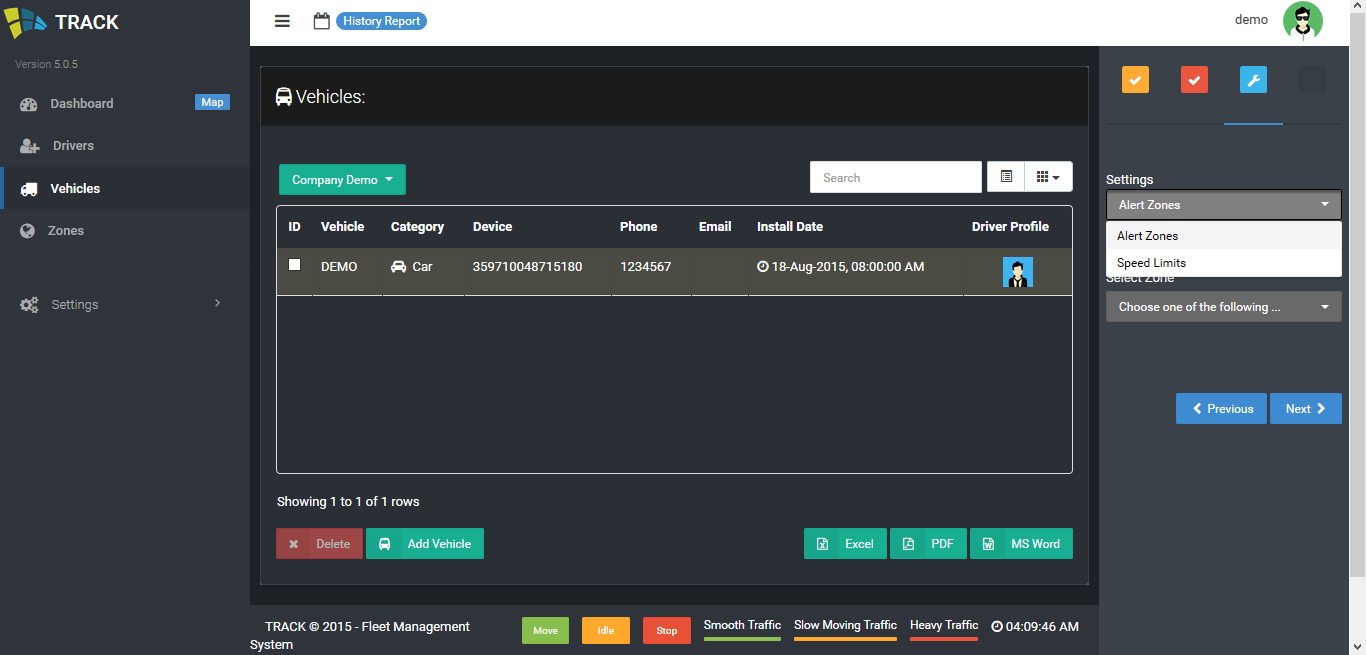 TRACK
History Report
demo
Version 5.0.5
Dashboard
Map
Drivers
Vehicles
Zones
Settings
Vehicles:
Company Demo
Search
ID Vehicle Category Device Phone Email Install Date Driver Profile
DEMO Car 359710048715180 1234567 18-Aug-2015, 08:00:00 AM
Showing 1 to 1 of 1 rows
Delete
Add Vehicle
Excel
PDF
MS Word
Settings
Alert Zones
Alert Zones
Speed Limits
Select Zone
Choose one of the following ...
Previous
Next
TRACK © 2015 - Fleet Management
System
Move
Idle
Stop
Smooth Traffic
Slow Moving Traffic
Heavy Traffic
04:09:46 AM